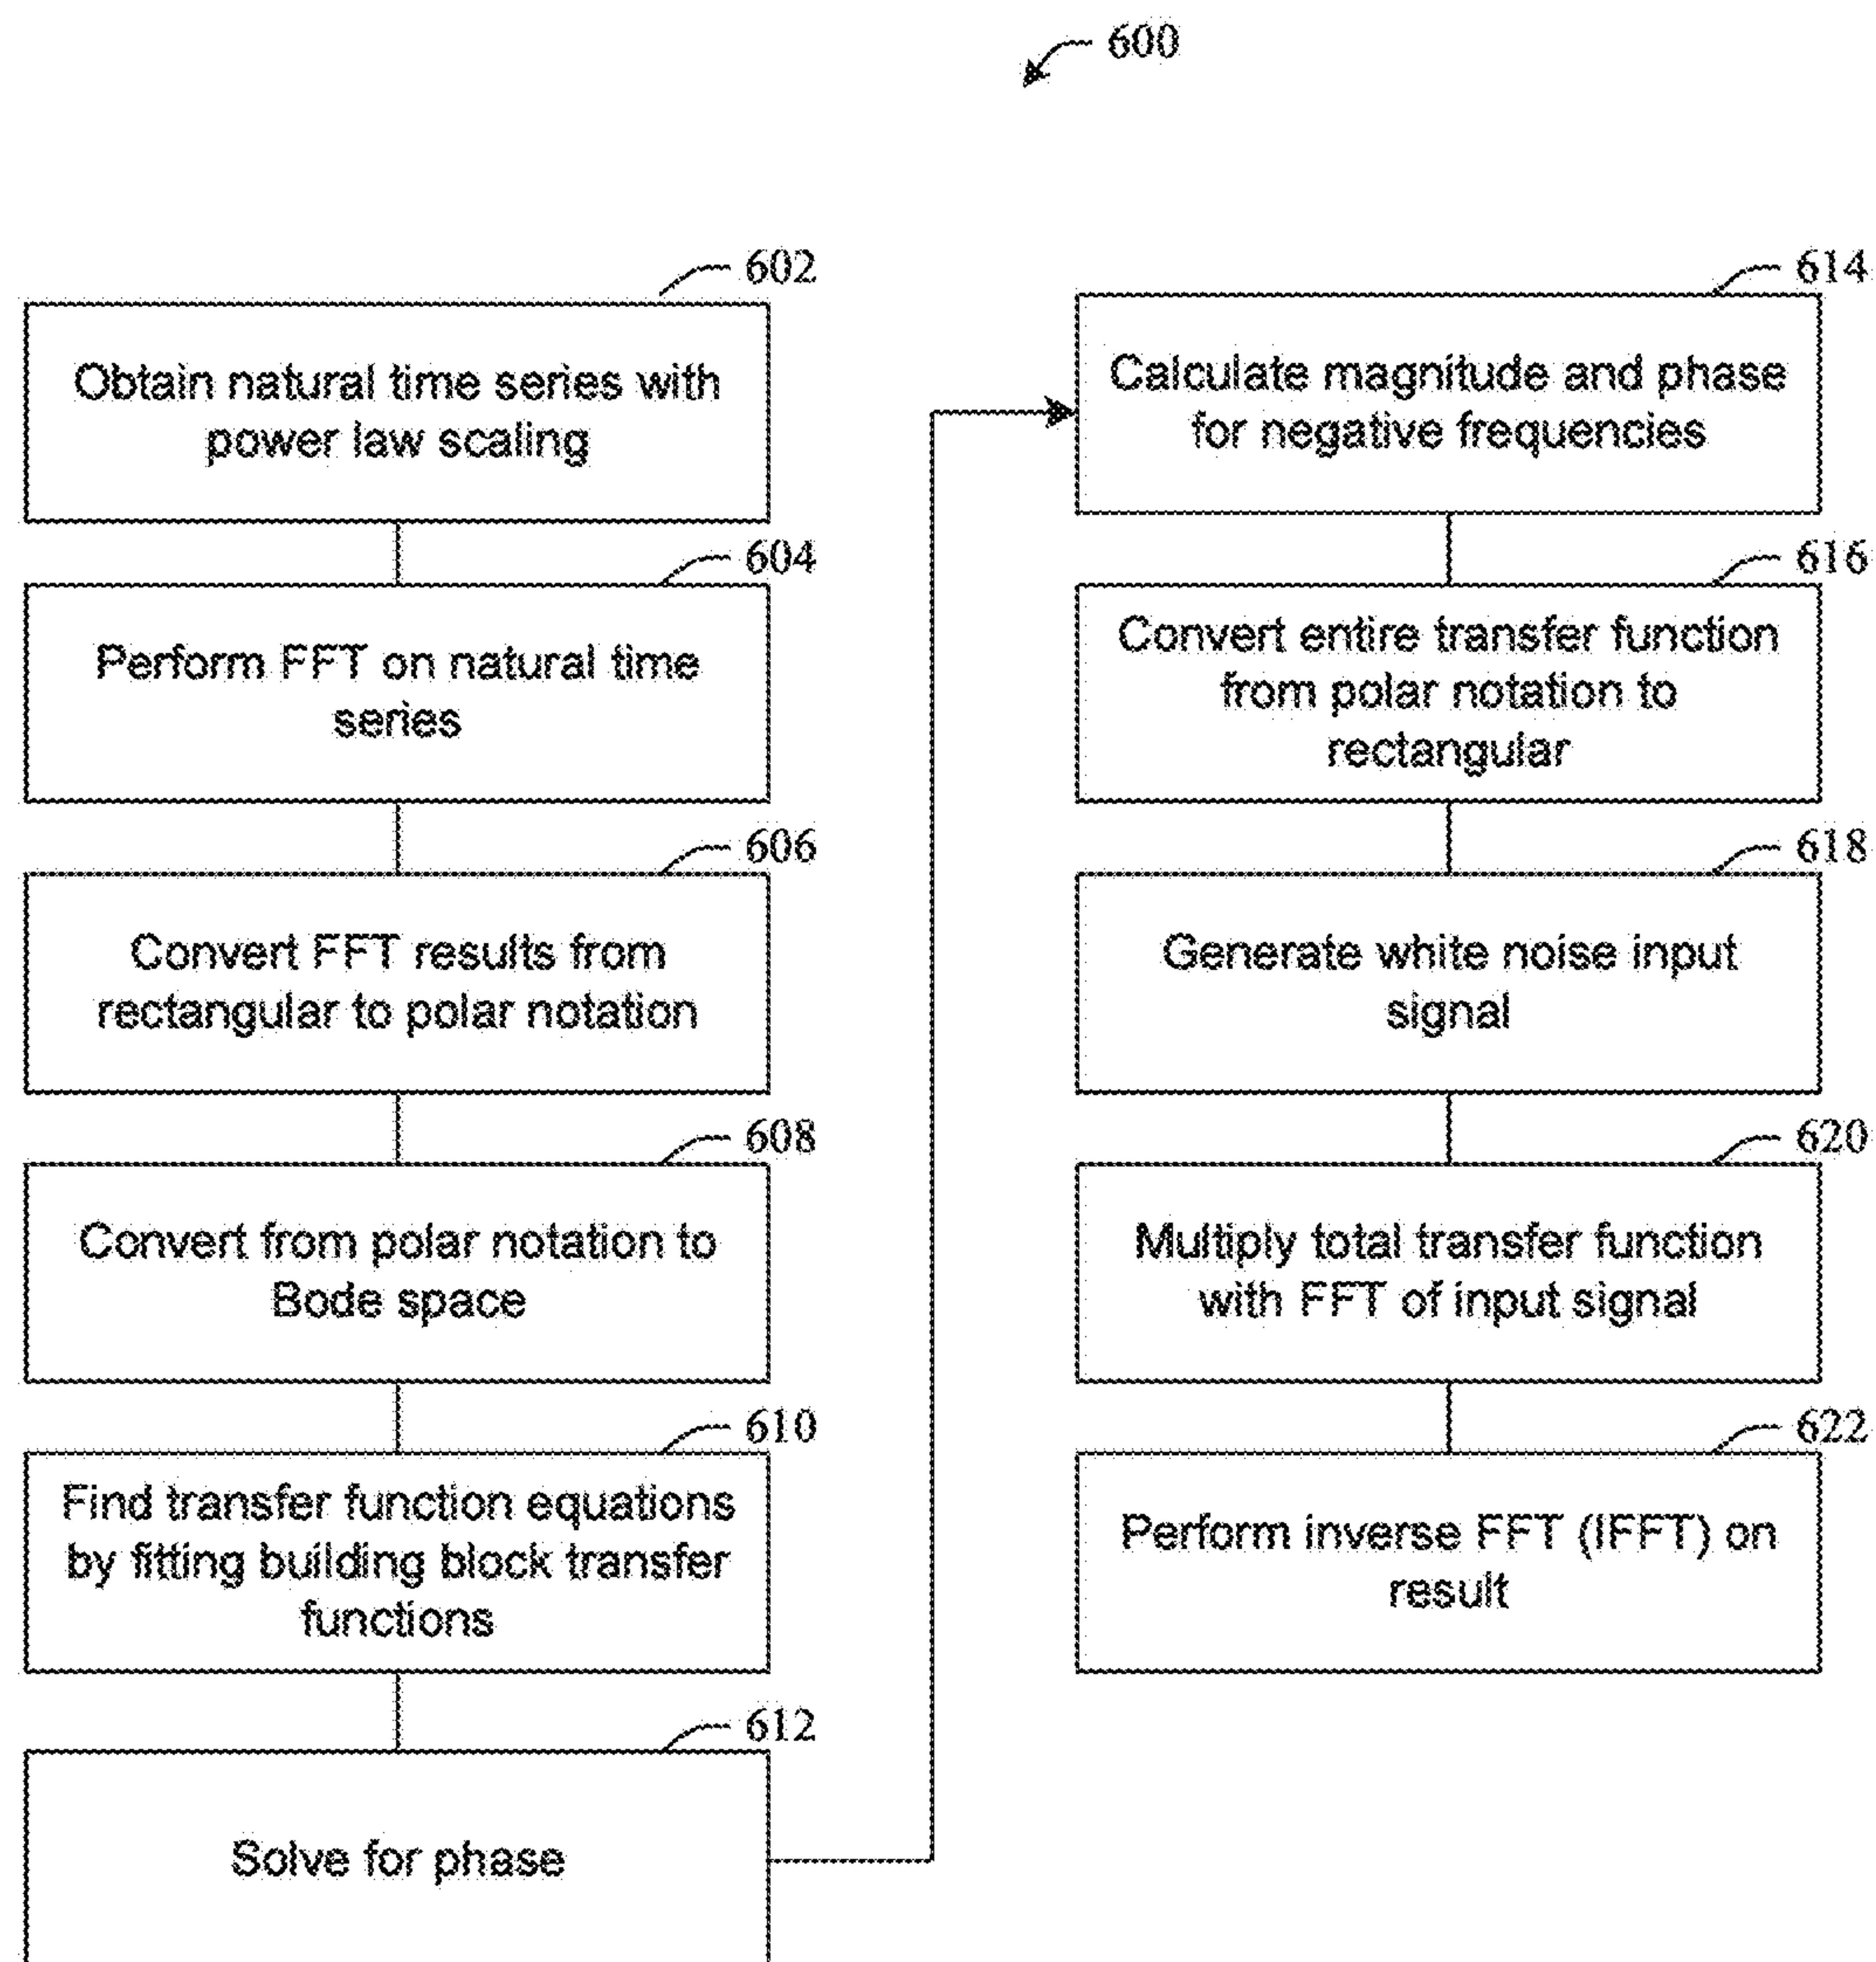 600
602
Obtain natural time series with
power law scaling
604
Perform FFT on natural time
series
606
Convert FFT results from
rectangular to polar notation
608
Convert from polar notation to
Bode space
610
Find transfer function equations
by fitting building block transfer
functions
612
Solve for phase
614
Calculate magnitude and phase
for negative frequencies
616
Convert entire transfer function
from polar notation to
rectangular
618
Generate white noise input
signal
620
Multiply total transfer function
with FFT of input signal
622
Perform inverse FFT (IFFT) on
result